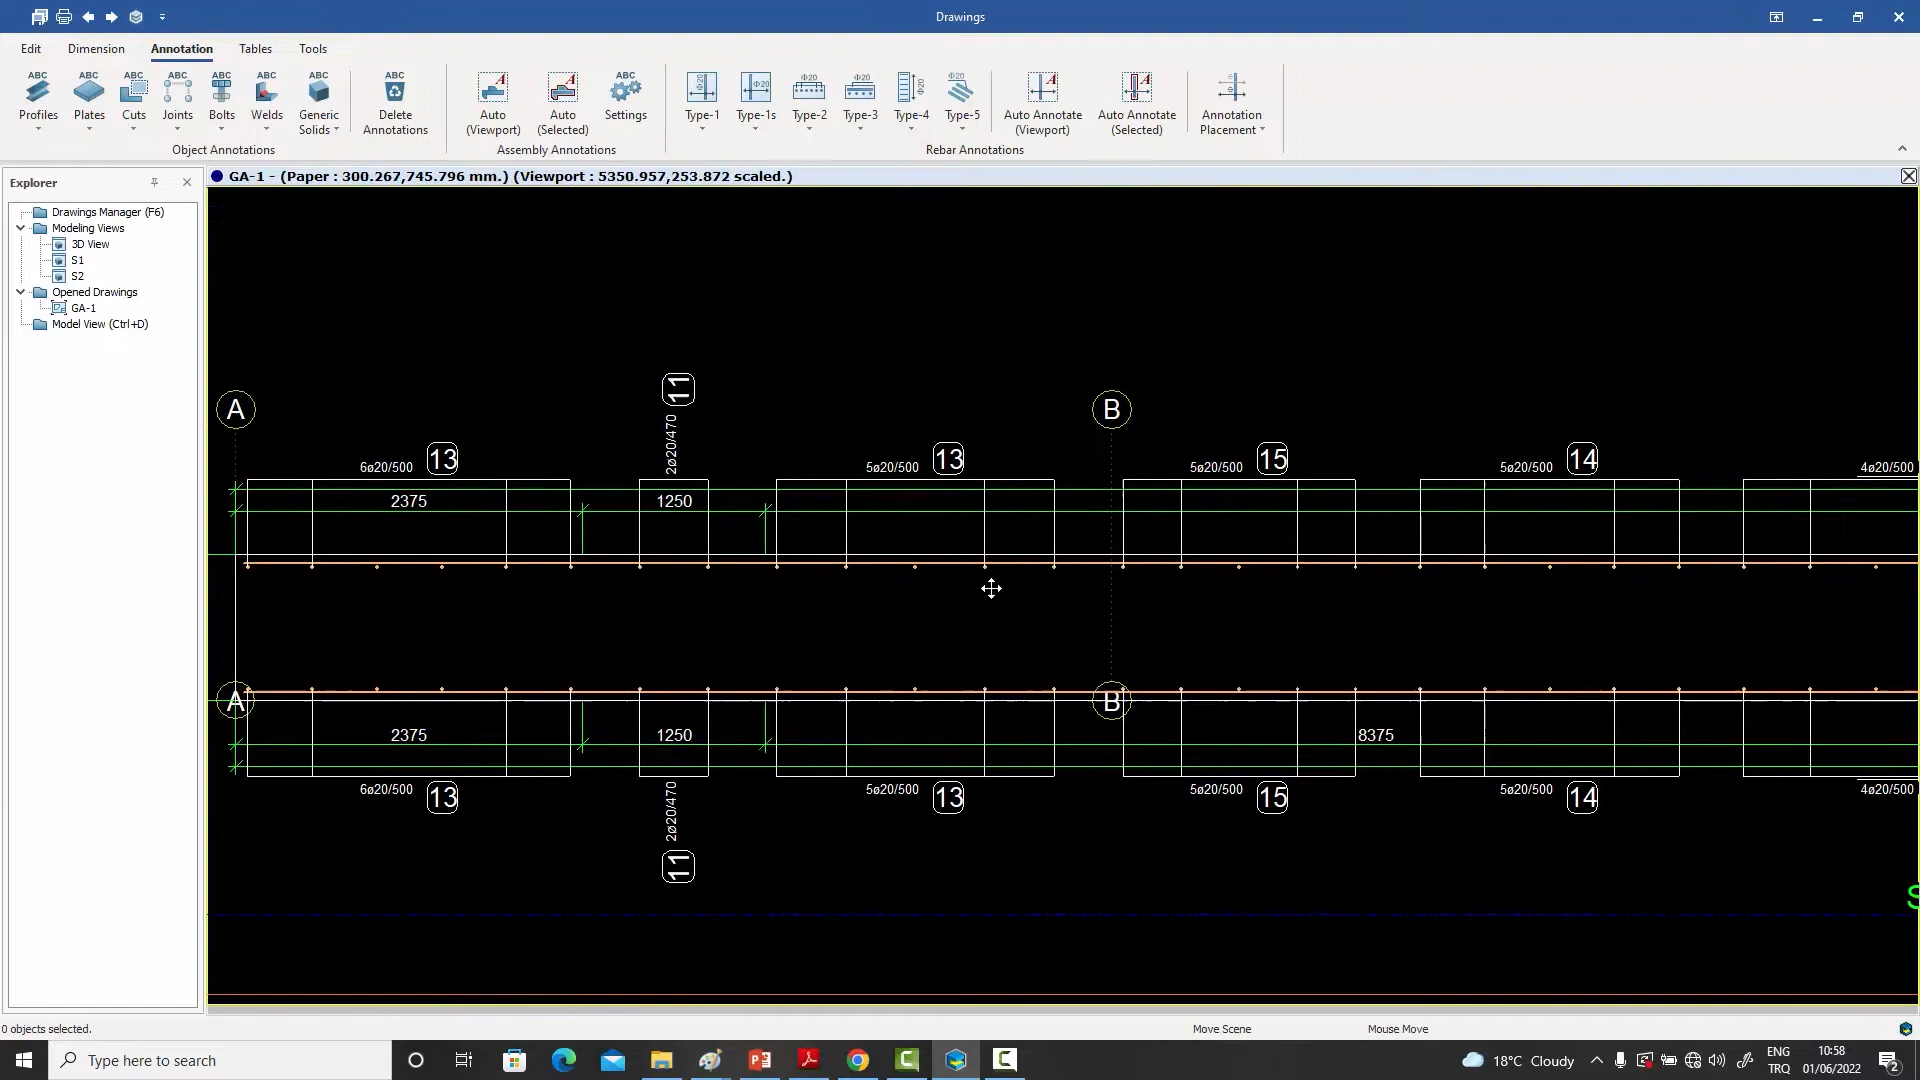 Drawings
Edit Dimension Annotation Tables Tools
Profiles Plates Cuts Joints Bolts Welds Generic Solids Delete Annotations Auto (Viewport) Auto (Selected) Settings Type-1 Type-1s Type-2 Type-3 Type-4 Type-5 Auto Annotate (Viewport) Auto Annotate (Selected) Annotation Placement
Object Annotations Assembly Annotations Rebar Annotations
Explorer
GA-1 - (Paper : 300.267,745.796 mm.) (Viewport : 5350.957,253.872 scaled.)
Drawings Manager (F6)
Modeling Views
3D View
S1
S2
Opened Drawings
GA-1
Model View (Ctrl+D)
11
A B
2ø20/470
6ø20/500 13 5ø20/500 13 5ø20/500 15 5ø20/500 14 4ø20/500
2375 1250
A B
2375 1250 8375
6ø20/500 13 5ø20/500 13 5ø20/500 15 5ø20/500 14 4ø20/500
2ø20/470
11
0 objects selected. Move Scene Mouse Move
Type here to search
18°C Cloudy
ENG
TRQ
10:58
01/06/2022
2